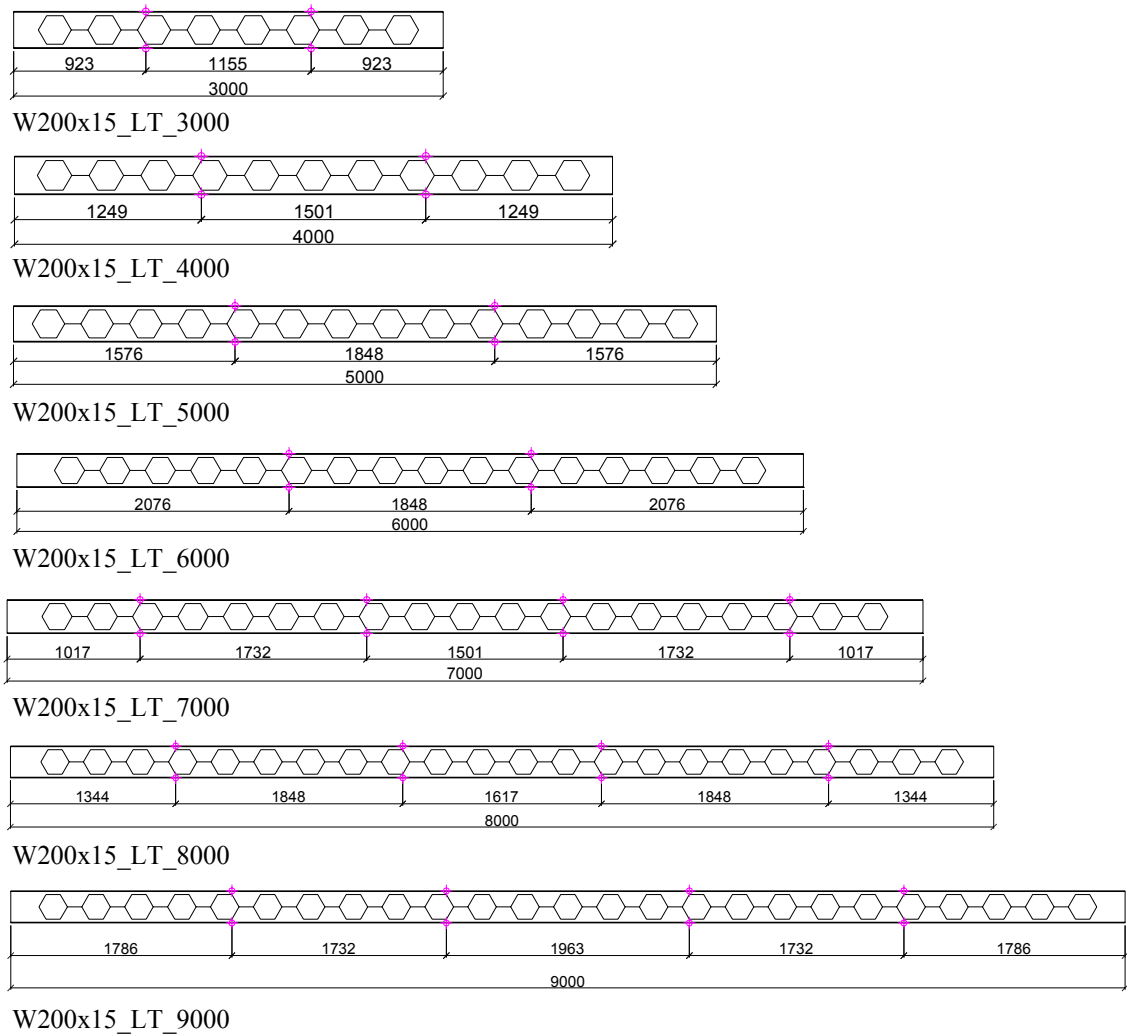 923 1155 923
3000
W200x15_LT_3000
1249 1501 1249
4000
W200x15_LT_4000
1576 1848 1576
5000
W200x15_LT_5000
2076 1848 2076
6000
W200x15_LT_6000
1017 1732 1501 1732 1017
7000
W200x15_LT_7000
1344 1848 1617 1848 1344
8000
W200x15_LT_8000
1786 1732 1963 1732 1786
9000
W200x15_LT_9000